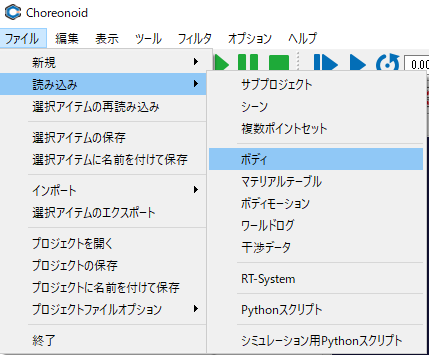 Choreonoid
ファイル 編集 表示 ツール フィルタ オプション ヘルプ
新規
読み込み
選択アイテムの再読み込み
選択アイテムの保存
選択アイテムに名前を付けて保存
インポート
選択アイテムのエクスポート
プロジェクトを開く
プロジェクトの保存
プロジェクトに名前を付けて保存
プロジェクトファイルオプション
終了
0.00
サブプロジェクト
シーン
複数ポイントセット
ボディ
マテリアルテーブル
ボディモーション
ワールドログ
干渉データ
RT-System
Pythonスクリプト
シミュレーション用Pythonスクリプト